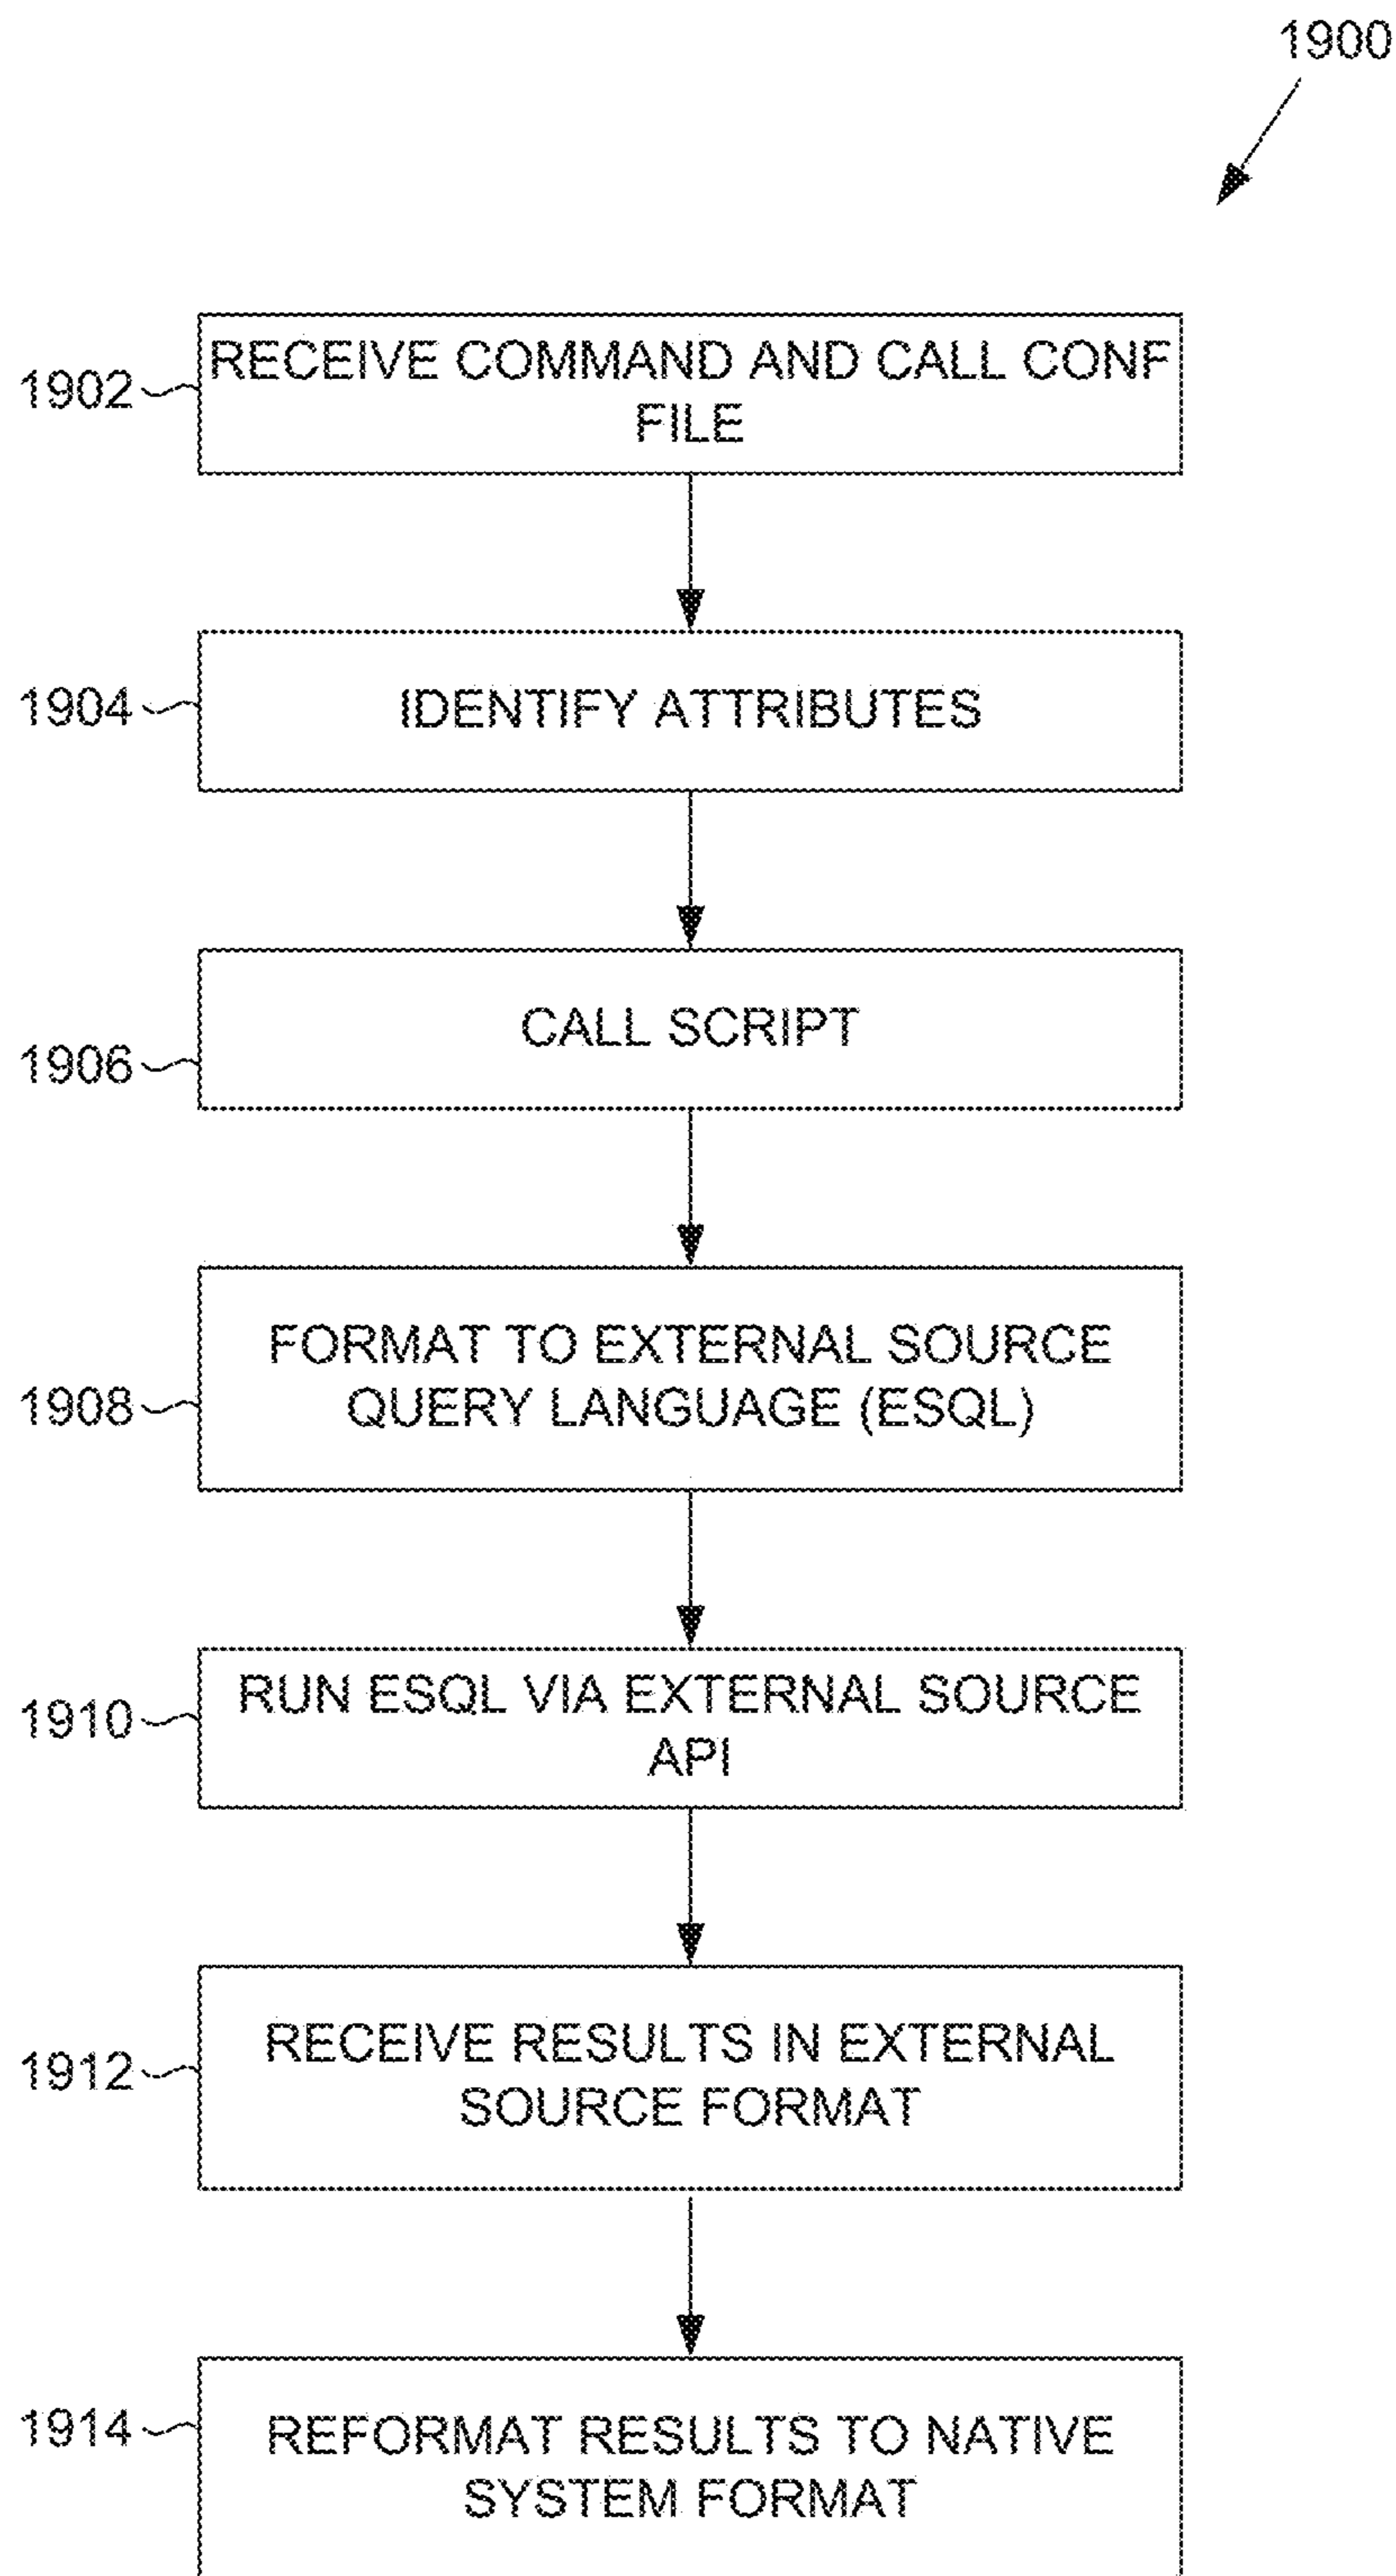 1900
RECEIVE COMMAND AND CALL CONF
FILE
1902
IDENTIFY ATTRIBUTES
1904
CALL SCRIPT
1906
FORMAT TO EXTERNAL SOURCE
QUERY LANGUAGE (ESQL)
1908
RUN ESQL VIA EXTERNAL SOURCE
API
1910
RECEIVE RESULTS IN EXTERNAL
SOURCE FORMAT
1912
REFORMAT RESULTS TO NATIVE
SYSTEM FORMAT
1914